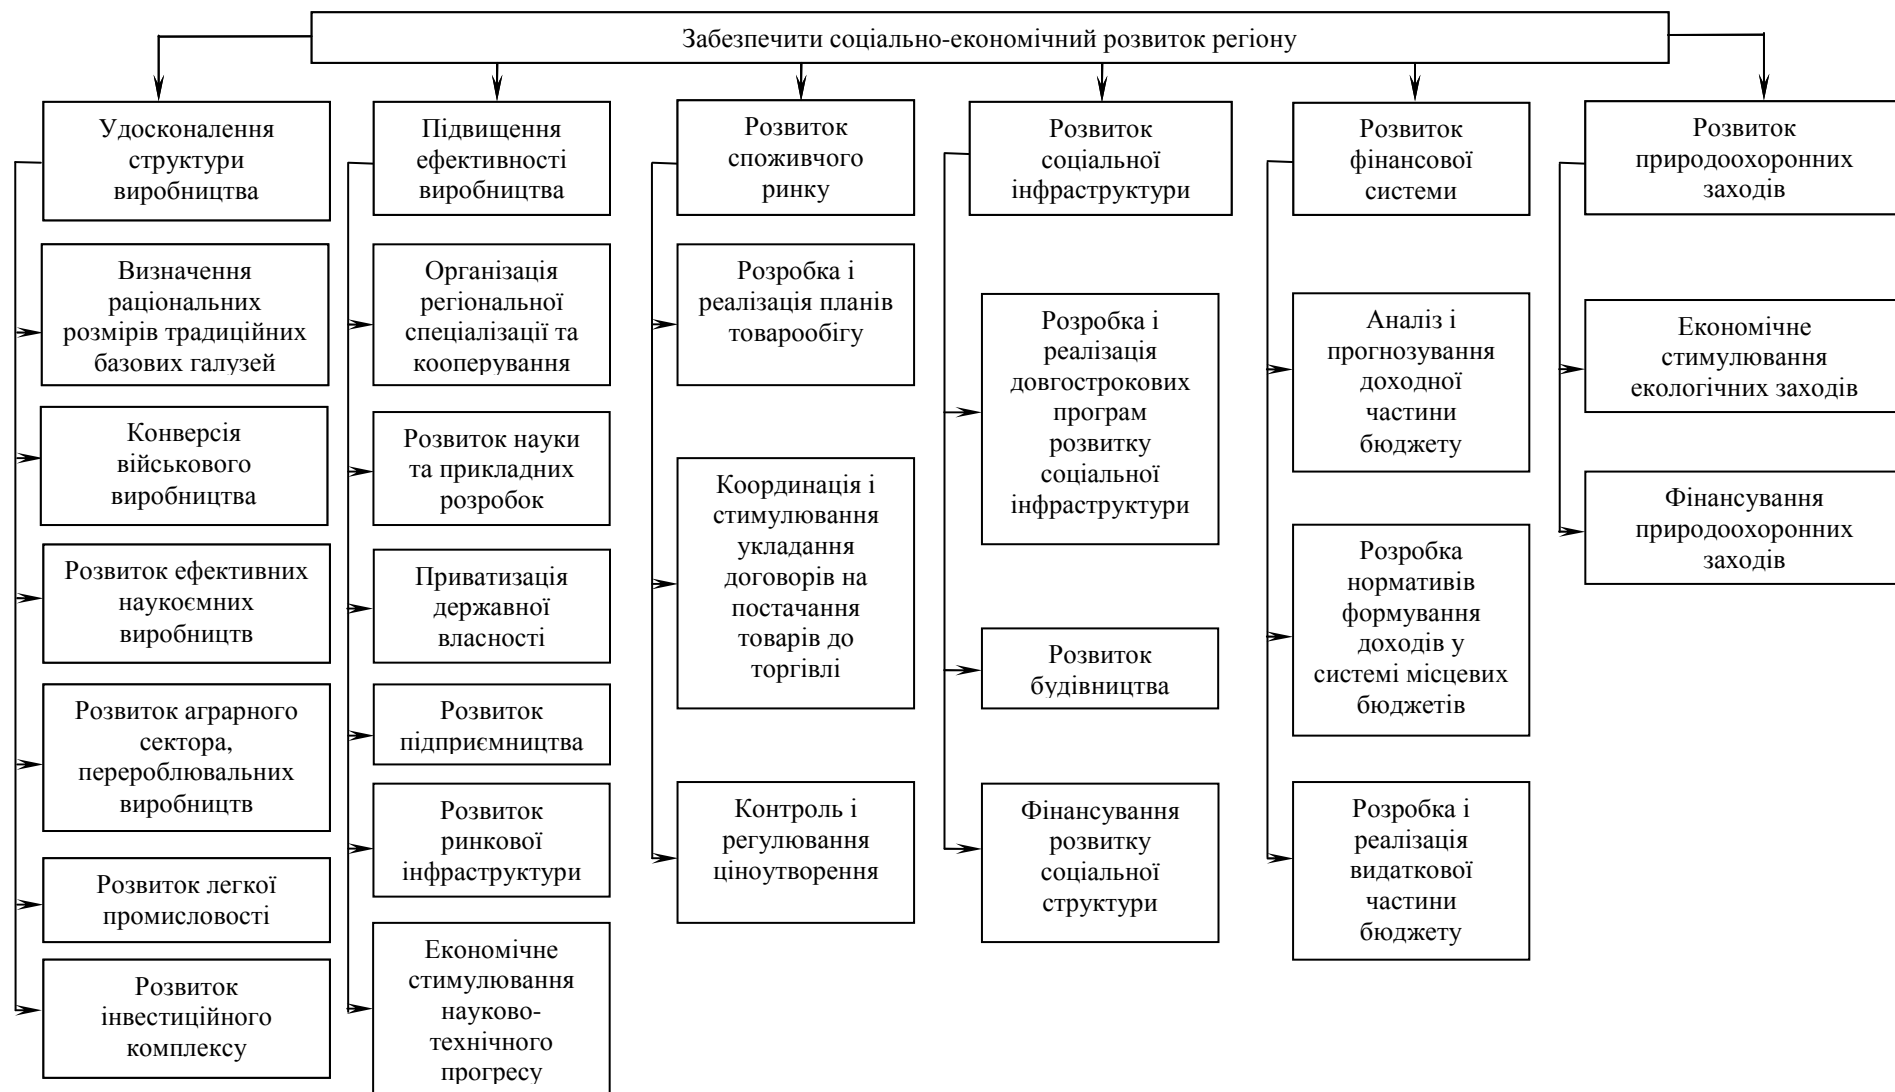 Забезпечити соціально-економічний розвиток регіону
Удосконалення
структури
виробництва
Визначення
раціональних
розмірів традиційних
базових галузей
Конверсія
військового
виробництва
Розвиток ефективних
наукоємних
виробництв
Розвиток аграрного
сектора,
перероблювальних
виробництв
Розвиток легкої
промисловості
Розвиток
інвестиційного
комплексу
Підвищення
ефективності
виробництва
Організація
регіональної
спеціалізації та
кооперування
Розвиток науки
та прикладних
розробок
Приватизація
державної
власності
Розвиток
підприємництва
Розвиток
ринкової
інфраструктури
Економічне
стимулювання
науково-
технічного
прогресу
Розвиток
споживчого
ринку
Розробка і
реалізація планів
товарообігу
Координація і
стимулювання
укладання
договорів на
постачання
товарів до
торгівлі
Контроль і
регулювання
ціноутворення
Розвиток
соціальної
інфраструктури
Розробка і
реалізація
довгострокових
програм
розвитку
соціальної
інфраструктури
Розвиток
будівництва
Фінансування
розвитку
соціальної
структури
Розвиток
фінансової
системи
Аналіз і
прогнозування
доходної
частини
бюджету
Розробка
нормативів
формування
доходів у
системі місцевих
бюджетів
Розробка і
реалізація
видаткової
частини
бюджету
Розвиток
природоохоронних
заходів
Економічне
стимулювання
екологічних заходів
Фінансування
природоохоронних
заходів